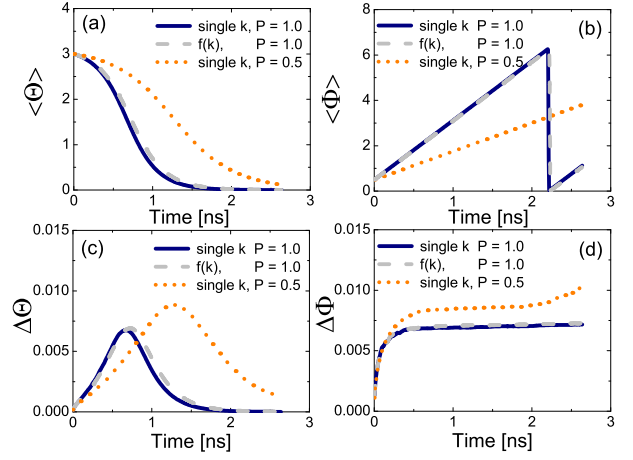 (a)
single k, P = 1.0
f(k), P = 1.0
single k, P = 0.5
<Θ>
4
3
2
1
0
0 1 2 3
Time [ns]
(b)
single k P = 1.0
f(k), P = 1.0
single k, P = 0.5
<Φ>
8
6
4
2
0
0 1 2 3
Time [ns]
(c)
single k P = 1.0
f(k), P = 1.0
single k, P = 0.5
ΔΘ
0.015
0.010
0.005
0.000
0 1 2 3
Time [ns]
(d)
single k P = 1.0
f(k), P = 1.0
single k, P = 0.5
ΔΦ
0.015
0.010
0.005
0.000
0 1 2 3
Time [ns]